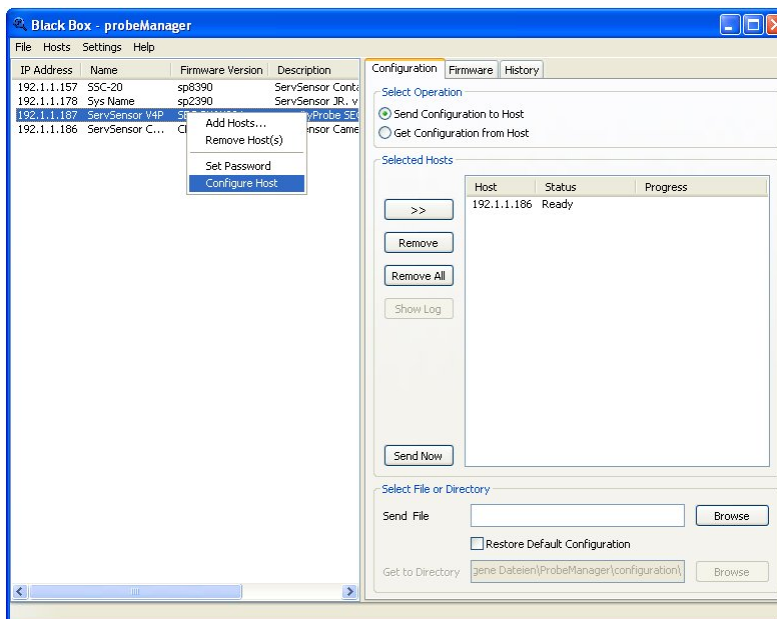 Black Box - probeManager
File Hosts Settings Help
IP Address Name Firmware Version Description
192.1.1.157 SSC-20 sp8390 ServSensor Conta
192.1.1.178 Sys Name sp2390 ServSensor JR. v
192.1.1.187 ServSensor V4P
192.1.1.186 ServSensor C...
Add Hosts...
Remove Host(s)
Set Password
Configure Host
Configuration Firmware History
Select Operation
Send Configuration to Host
Get Configuration from Host
Selected Hosts
Host Status Progress
192.1.1.186 Ready
>>
Remove
Remove All
Show Log
Send Now
Select File or Directory
Send File
Browse
Restore Default Configuration
Get to Directory gene Dateien\ProbeManager\configuration\ Browse